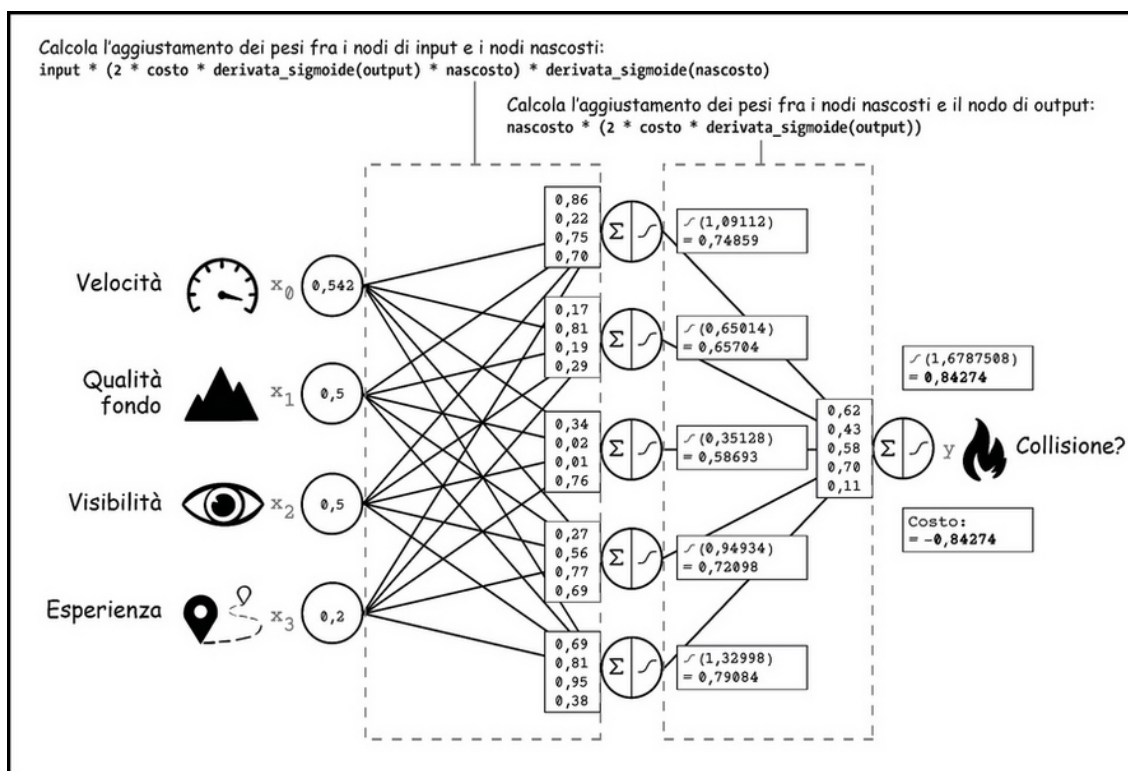 Calcola l'aggiustamento dei pesi fra i nodi di input e i nodi nascosti:
input * (2 * costo * derivata_sigmoide(output) * nascosto) * derivata_sigmoide(nascosto)
Calcola l'aggiustamento dei pesi fra i nodi nascosti e il nodo di output:
nascosto * (2 * costo * derivata_sigmoide(output))
Velocità
x0
0,542
Qualità
fondo
x1
0,5
Visibilità
x2
0,5
Esperienza
x3
0,2
0,86
0,22
0,75
0,70
Σ
(1,09112)
= 0,74859
0,17
0,81
0,19
0,29
Σ
(0,65014)
= 0,65704
0,34
0,02
0,01
0,76
Σ
(0,35128)
= 0,58693
0,27
0,56
0,77
0,69
Σ
(0,94934)
= 0,72098
0,69
0,81
0,95
0,38
Σ
(1,32998)
= 0,79084
0,62
0,43
0,58
0,70
0,11
Σ
(1,6787508)
= 0,84274
y
Collisione?
Costo:
= -0,84274